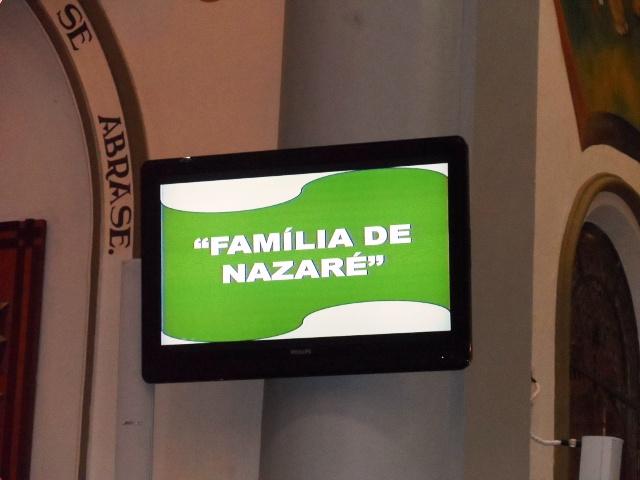 SE
ABRASE.
“FAMÍLIA DE
NAZARÉ”
PHILIPS